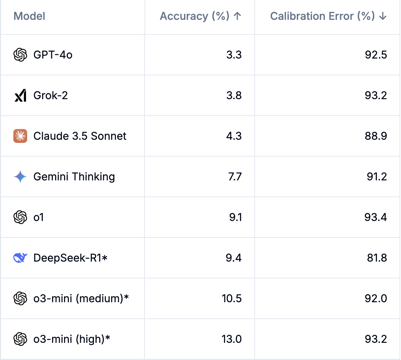 Model Accuracy (%) ↑ Calibration Error (%) ↓
GPT-4o 3.3 92.5
Grok-2 3.8 93.2
Claude 3.5 Sonnet 4.3 88.9
Gemini Thinking 7.7 91.2
o1 9.1 93.4
DeepSeek-R1* 9.4 81.8
o3-mini (medium)* 10.5 92.0
o3-mini (high)* 13.0 93.2